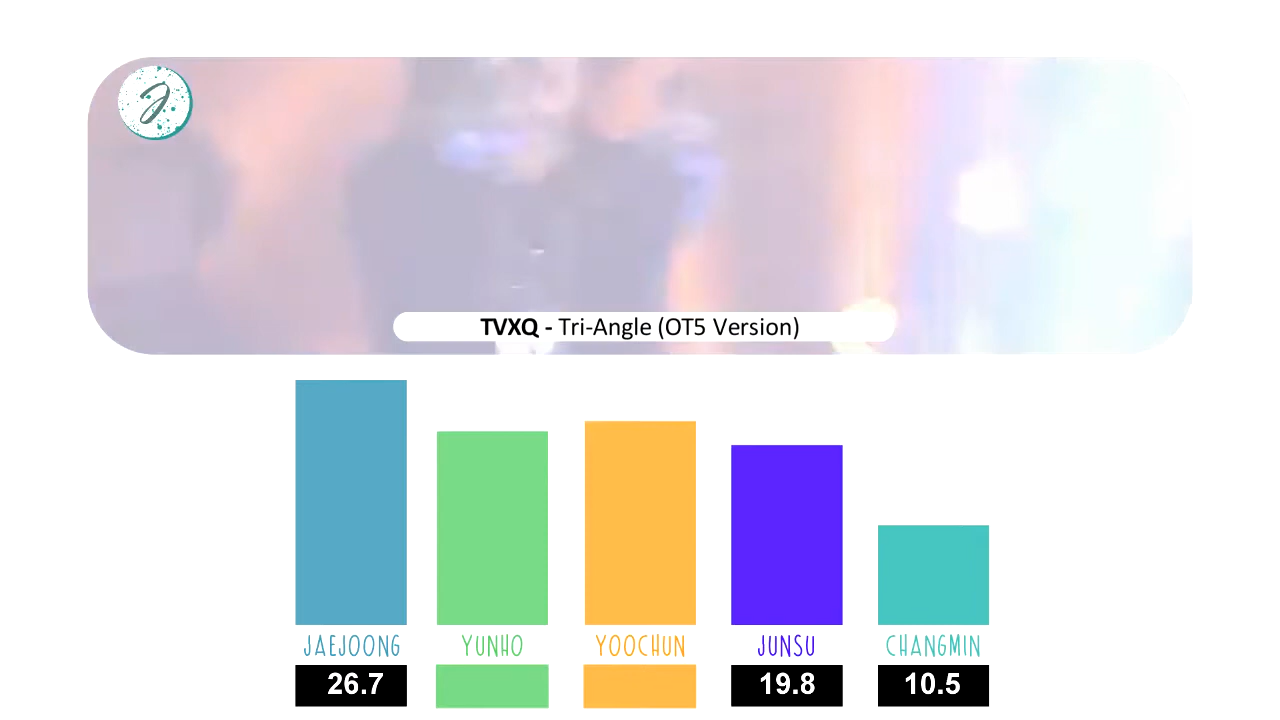 J
TVXQ - Tri-Angle (OT5 Version)
JAEJOONG YUNHO YOOCHUN JUNSU CHANGMIN
26.7 19.8 10.5